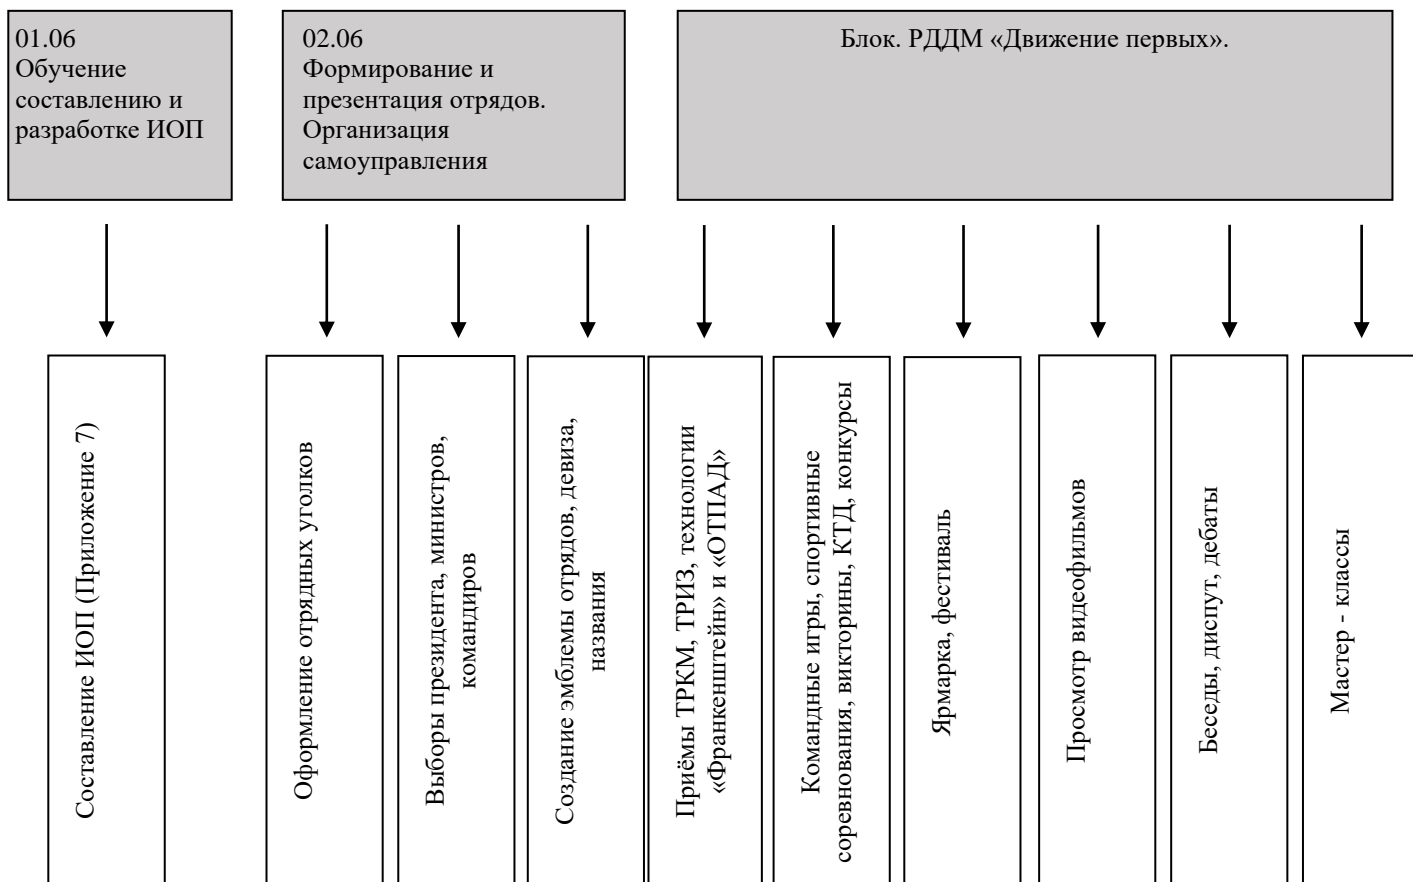 01.06
Обучение
составлению и
разработке ИОП
02.06
Формирование и
презентация отрядов.
Организация
самоуправления
Блок. РДДМ «Движение первых».
Составление ИОП (Приложение 7)
Оформление отрядных уголков
Выборы президента, министров,
командиров
Создание эмблемы отрядов, девиза,
названия
Приёмы ТРКМ, ТРИЗ, технологии
«Франкенштейн» и «ОТПАД»
Командные игры, спортивные
соревнования, викторины, КТД, конкурсы
Ярмарка, фестиваль
Просмотр видеофильмов
Беседы, диспут, дебаты
Мастер - классы